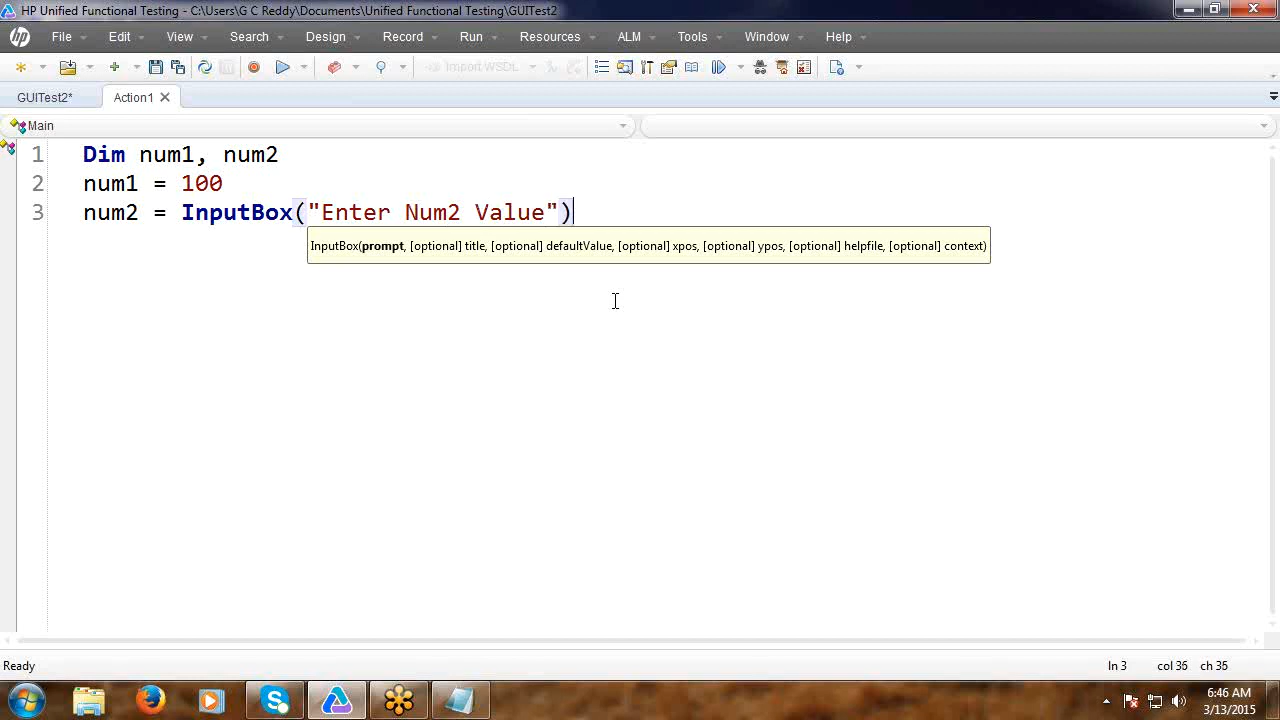 HP Unified Functional Testing - C:\Users\G C Reddy\Documents\Unified Functional Testing\GUITest2
hp File Edit View Search Design Record Run Resources ALM Tools Window Help
Import WSDL
GUITest2* Action1
Main
1 Dim num1, num2
2 num1 = 100
3 num2 = InputBox("Enter Num2 Value")
InputBox(prompt, [optional] title, [optional] defaultValue, [optional] xpos, [optional] ypos, [optional] helpfile, [optional] context)
Ready ln 3 col 36 ch 35
6:46 AM
3/13/2015